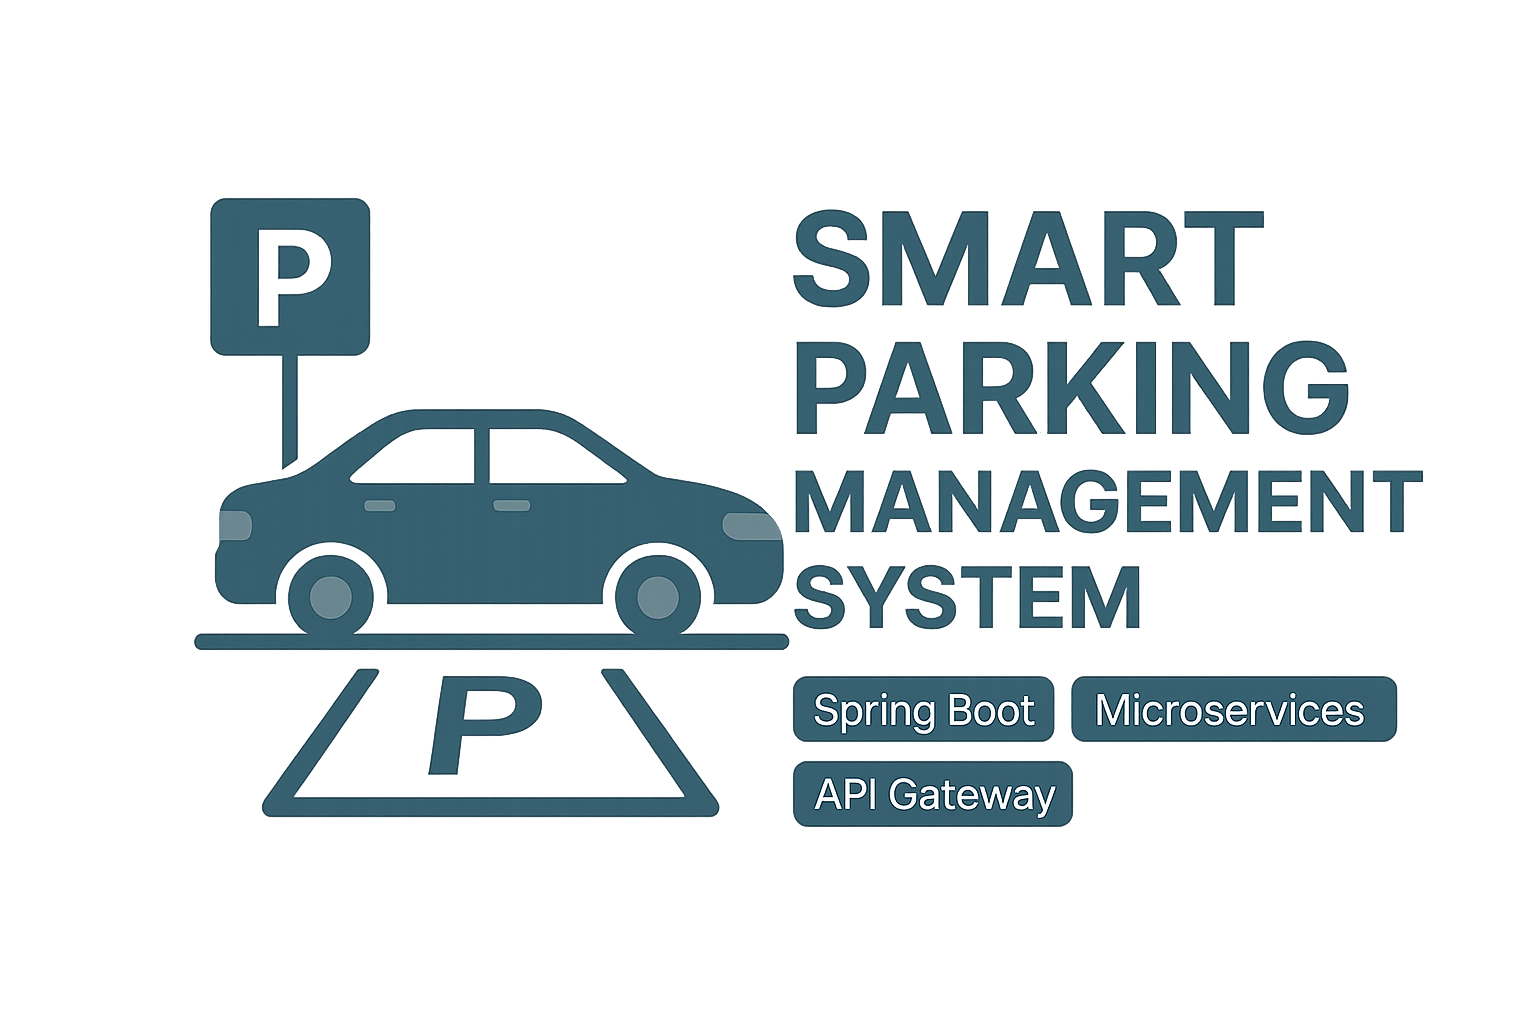 P
SMART
PARKING
MANAGEMENT
SYSTEM
P
Spring Boot
Microservices
API Gateway